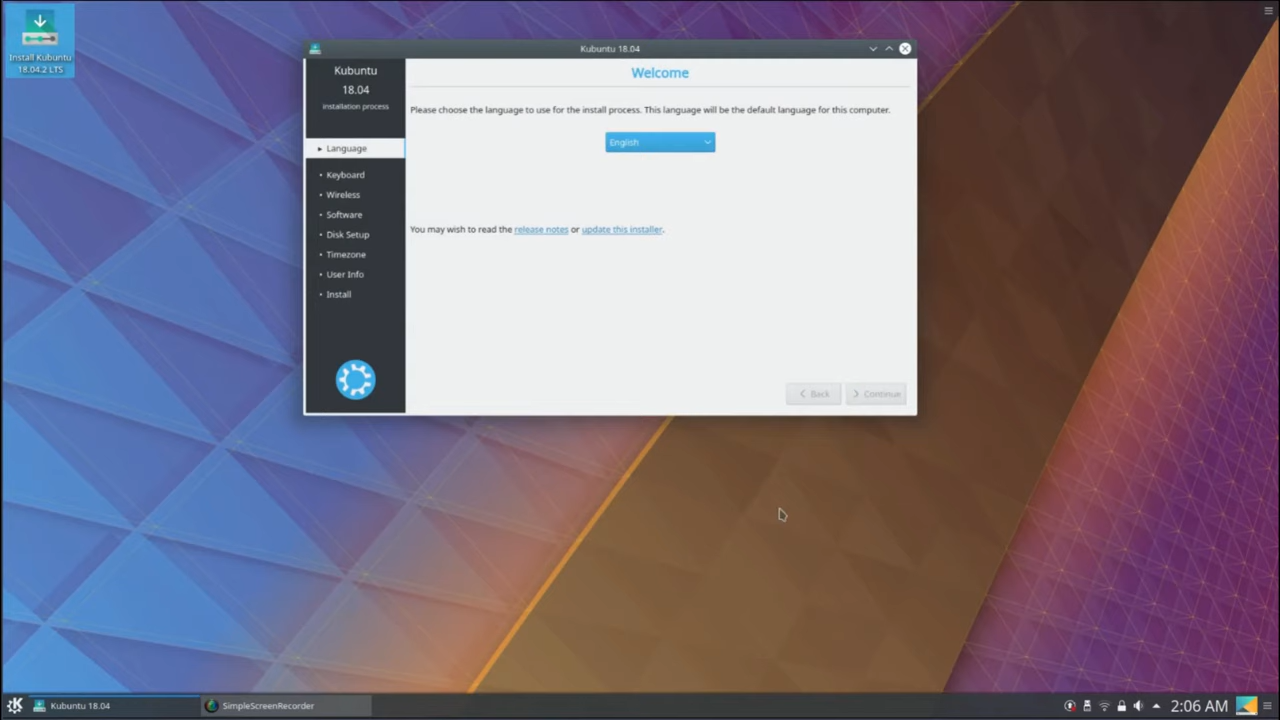 Install Kubuntu
18.04.2 LTS
Kubuntu 18.04
Kubuntu
18.04
installation process
Language
Keyboard
Wireless
Software
Disk Setup
Timezone
User Info
Install
Welcome
Please choose the language to use for the install process. This language will be the default language for this computer.
English
You may wish to read the release notes or update this installer.
Back
Continue
Kubuntu 18.04
SimpleScreenRecorder
2:06 AM